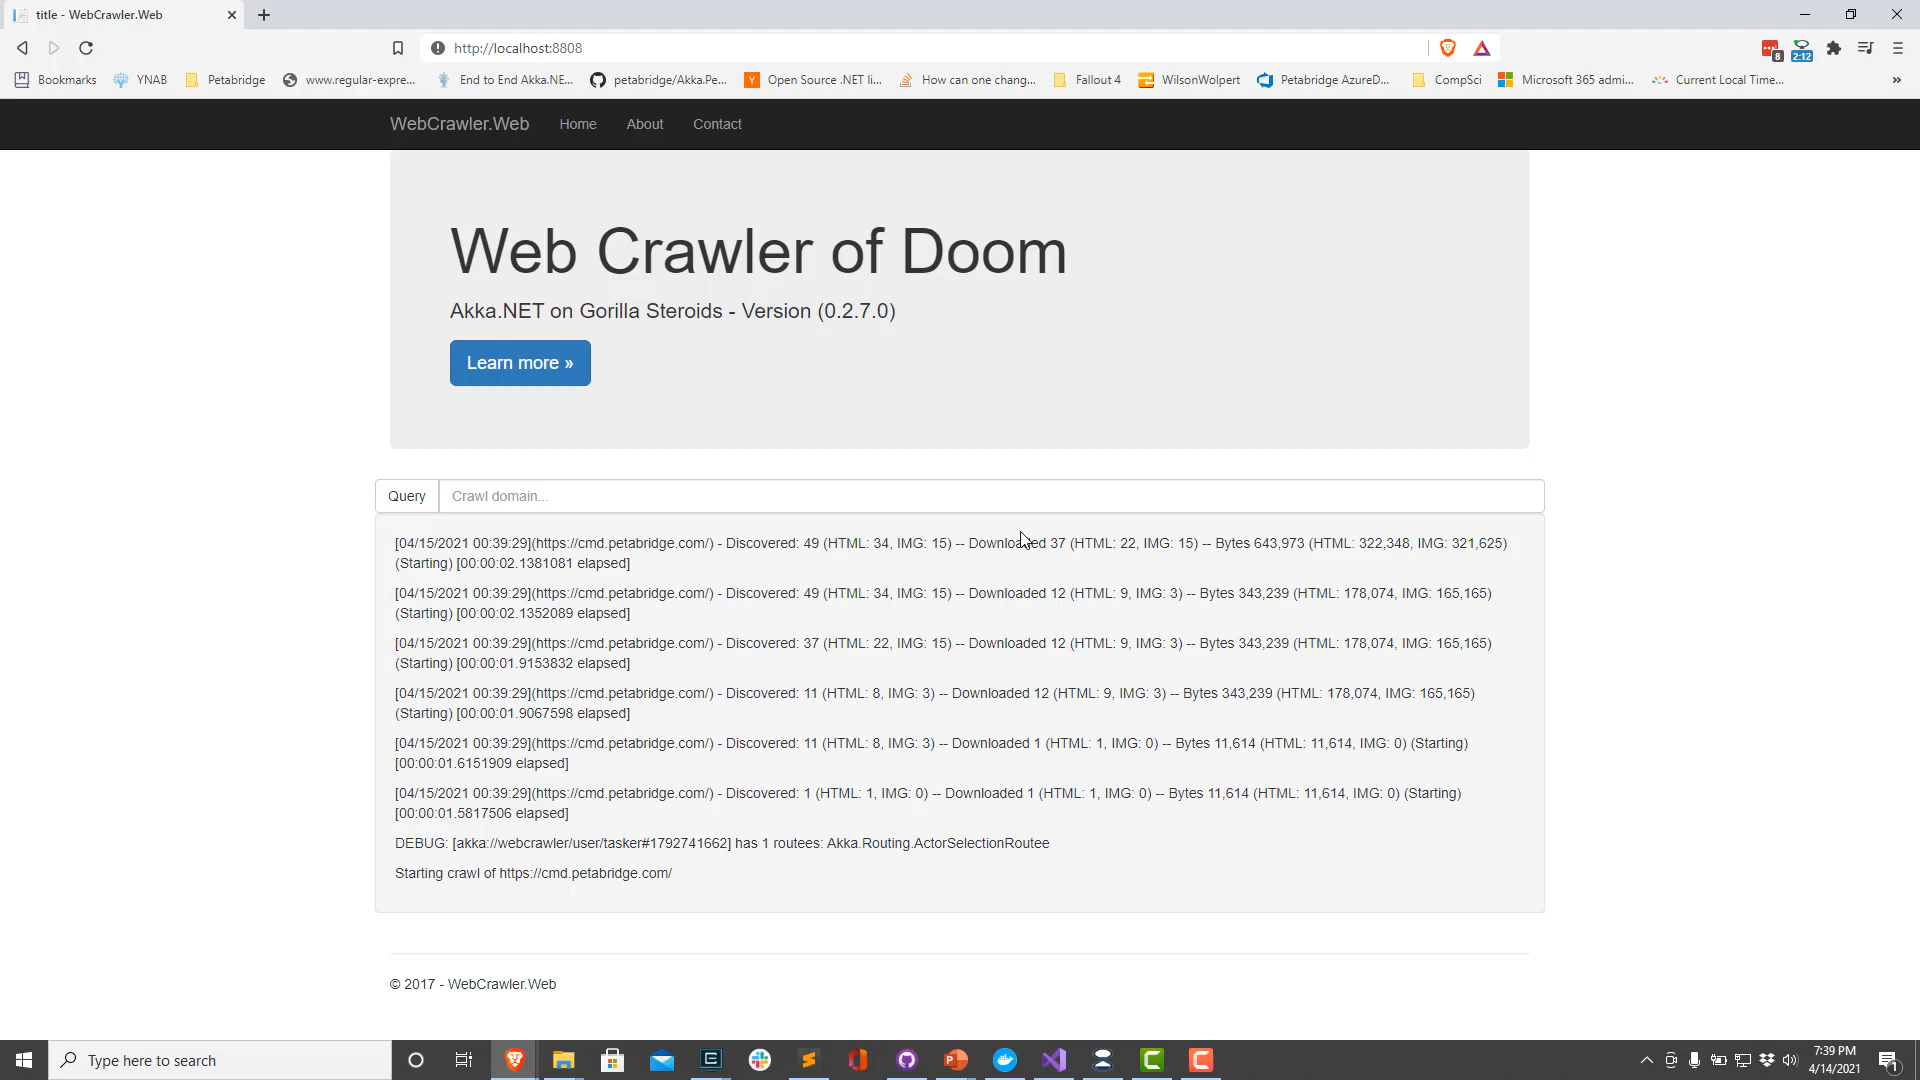 title - WebCrawler.Web
http://localhost:8808
8
2:12
Bookmarks
YNAB
Petabridge
www.regular-expre...
End to End Akka.NE...
petabridge/Akka.Pe...
Open Source .NET li...
How can one chang...
Fallout 4
WilsonWolpert
Petabridge AzureD...
CompSci
Microsoft 365 admi...
Current Local Time...
»
WebCrawler.Web
Home
About
Contact
Web Crawler of Doom
Akka.NET on Gorilla Steroids - Version (0.2.7.0)
Learn more »
Query
Crawl domain...
[04/15/2021 00:39:29](https://cmd.petabridge.com/) - Discovered: 49 (HTML: 34, IMG: 15) -- Downloaded 37 (HTML: 22, IMG: 15) -- Bytes 643,973 (HTML: 322,348, IMG: 321,625)
(Starting) [00:00:02.1381081 elapsed]
[04/15/2021 00:39:29](https://cmd.petabridge.com/) - Discovered: 49 (HTML: 34, IMG: 15) -- Downloaded 12 (HTML: 9, IMG: 3) -- Bytes 343,239 (HTML: 178,074, IMG: 165,165)
(Starting) [00:00:02.1352089 elapsed]
[04/15/2021 00:39:29](https://cmd.petabridge.com/) - Discovered: 37 (HTML: 22, IMG: 15) -- Downloaded 12 (HTML: 9, IMG: 3) -- Bytes 343,239 (HTML: 178,074, IMG: 165,165)
(Starting) [00:00:01.9153832 elapsed]
[04/15/2021 00:39:29](https://cmd.petabridge.com/) - Discovered: 11 (HTML: 8, IMG: 3) -- Downloaded 12 (HTML: 9, IMG: 3) -- Bytes 343,239 (HTML: 178,074, IMG: 165,165)
(Starting) [00:00:01.9067598 elapsed]
[04/15/2021 00:39:29](https://cmd.petabridge.com/) - Discovered: 11 (HTML: 8, IMG: 3) -- Downloaded 1 (HTML: 1, IMG: 0) -- Bytes 11,614 (HTML: 11,614, IMG: 0) (Starting)
[00:00:01.6151909 elapsed]
[04/15/2021 00:39:29](https://cmd.petabridge.com/) - Discovered: 1 (HTML: 1, IMG: 0) -- Downloaded 1 (HTML: 1, IMG: 0) -- Bytes 11,614 (HTML: 11,614, IMG: 0) (Starting)
[00:00:01.5817506 elapsed]
DEBUG: [akka://webcrawler/user/tasker#1792741662] has 1 routees: Akka.Routing.ActorSelectionRoutee
Starting crawl of https://cmd.petabridge.com/
© 2017 - WebCrawler.Web
Type here to search
7:39 PM
4/14/2021
1